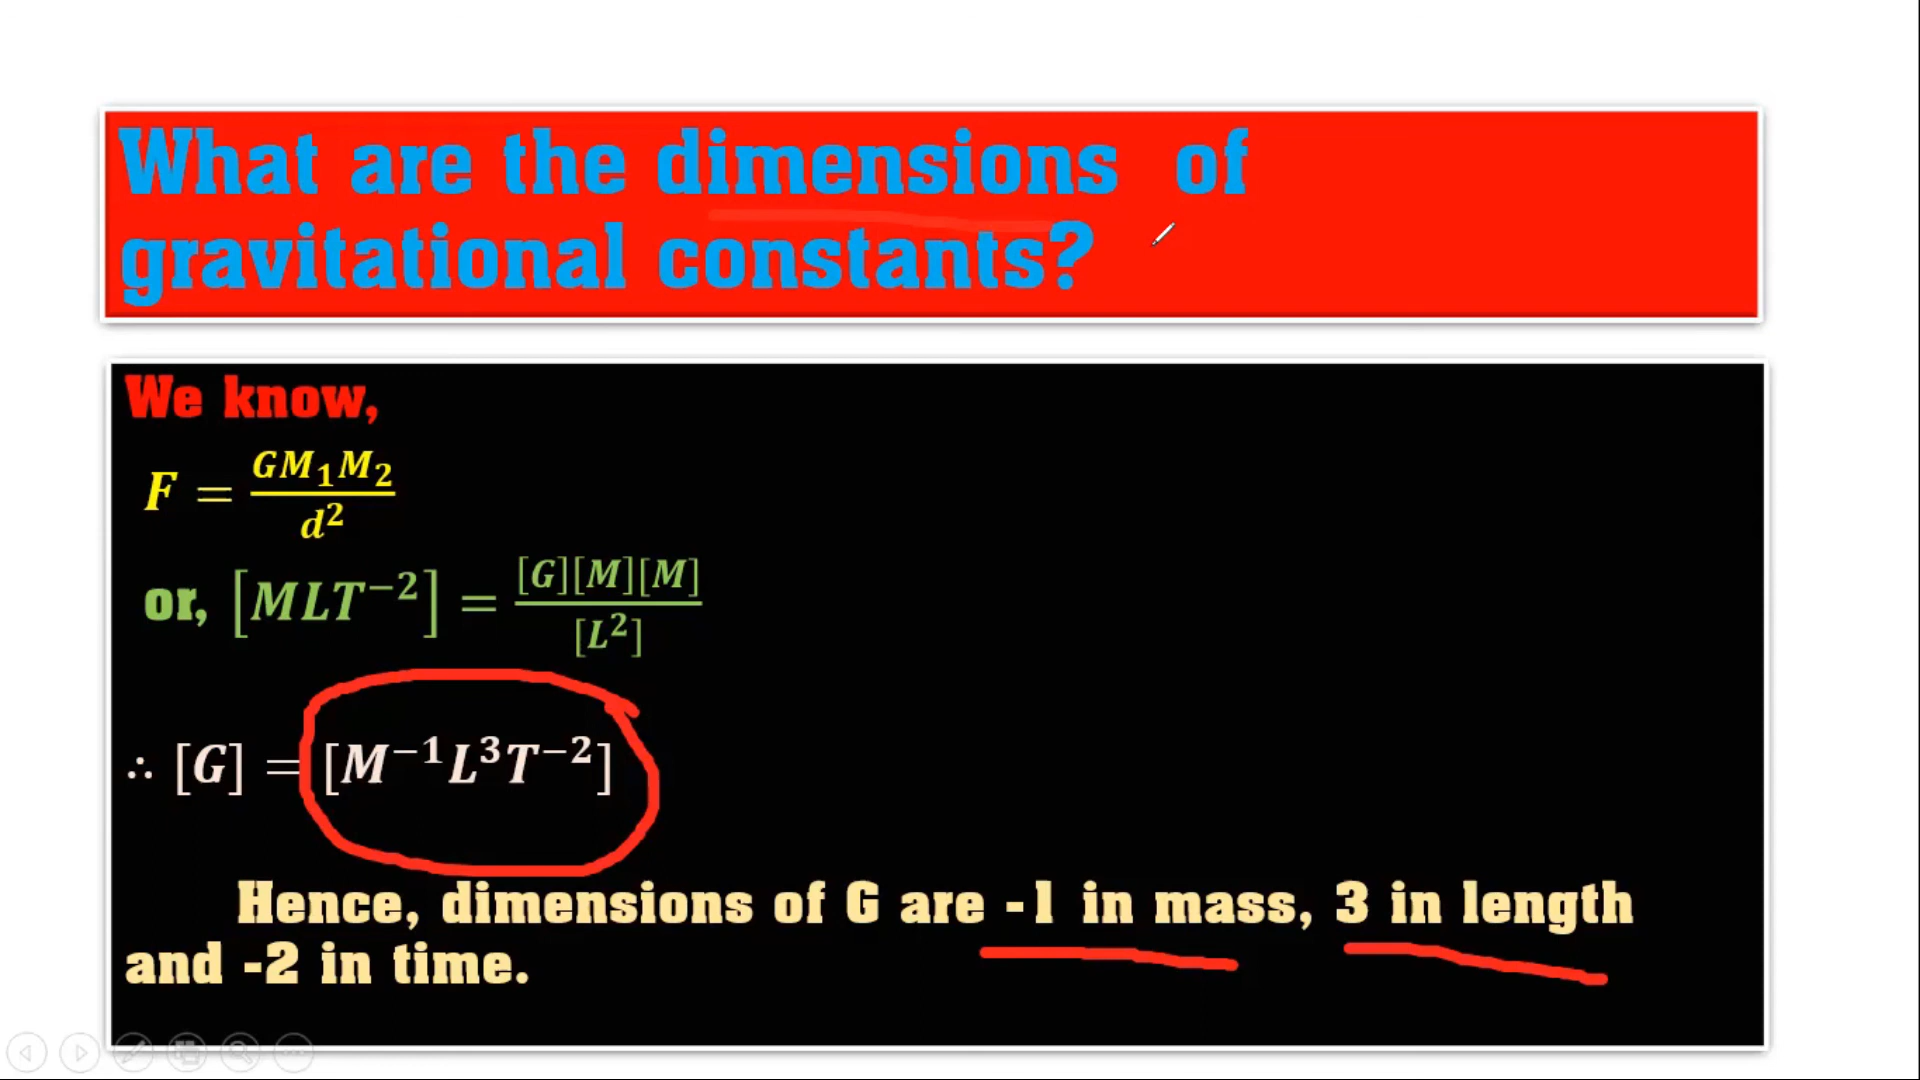 What are the dimensions of
gravitational constants?
We know,
F = GM₁M₂/d²
or, [MLT⁻²] = [G][M][M]/[L²]
∴ [G] = [M⁻¹L³T⁻²]
Hence, dimensions of G are -1 in mass, 3 in length
and -2 in time.